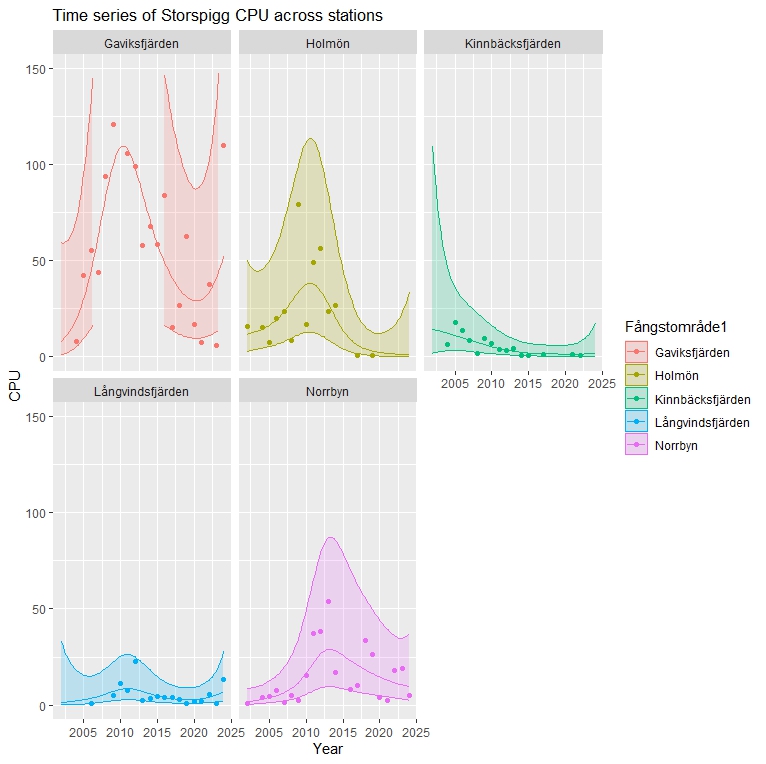 Time series of Storspigg CPU across stations
Gaviksfjärden
Holmön
Kinnbäcksfjärden
150
100
50
0
2005 2010 2015 2020 2025
Långvindsfjärden
Norrbyn
150
100
50
0
2005 2010 2015 2020 2025
2005 2010 2015 2020 2025
CPU
Year
Fångstområde1
Gaviksfjärden
Holmön
Kinnbäcksfjärden
Långvindsfjärden
Norrbyn